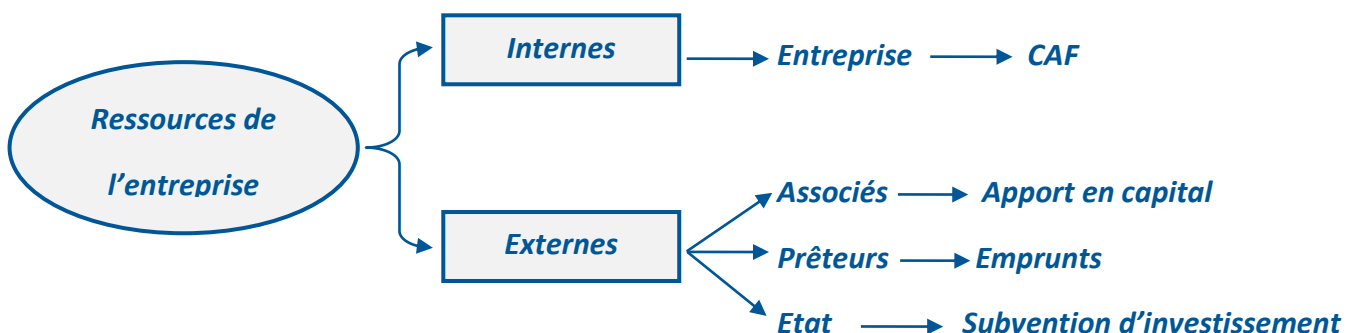 Ressources de
l’entreprise
Internes
Entreprise
CAF
Externes
Associés
Apport en capital
Prêteurs
Emprunts
Etat
Subvention d’investissement